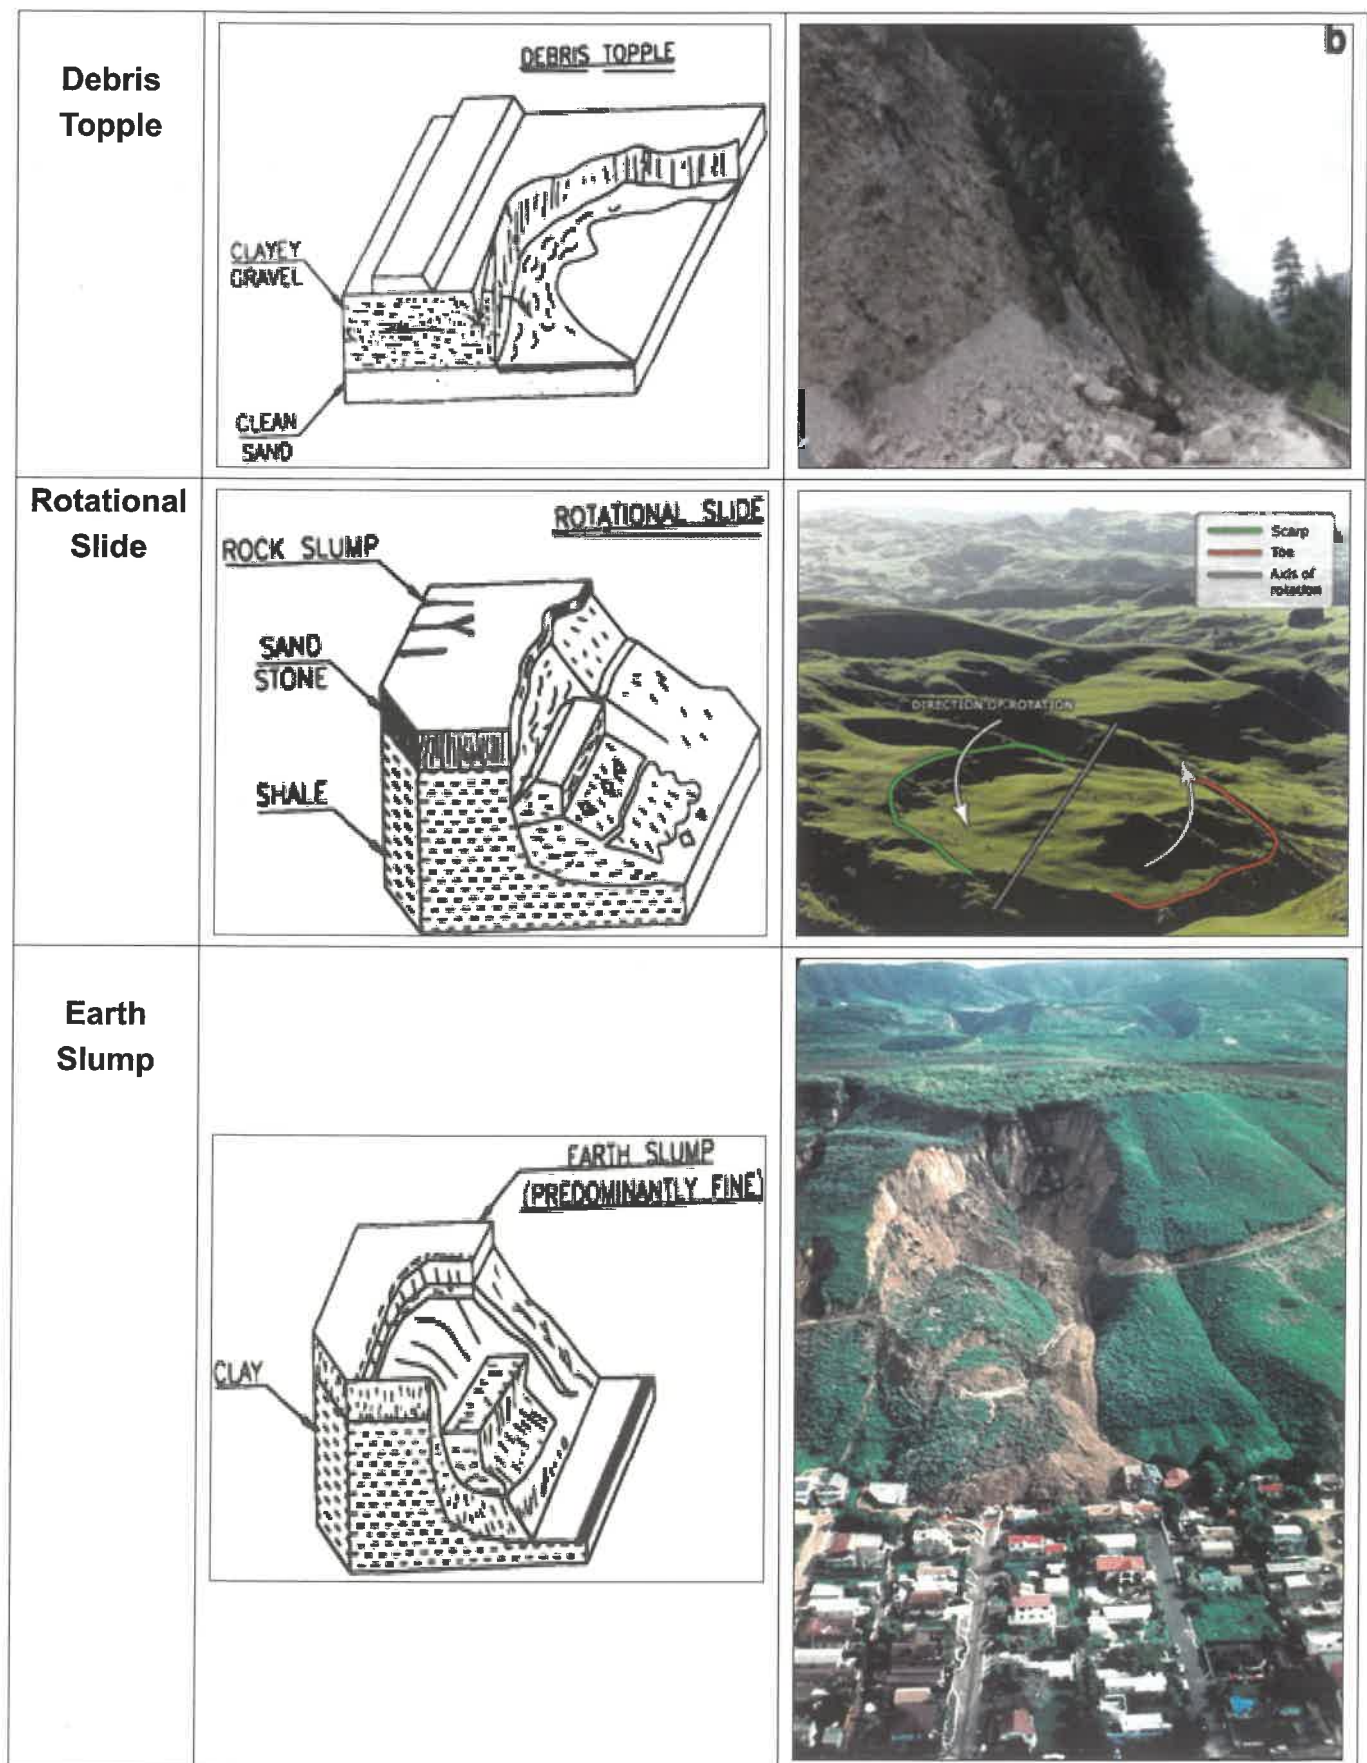 Debris
Topple
DEBRIS TOPPLE
CLAYEY
GRAVEL
CLEAN
SAND
b
Rotational
Slide
ROTATIONAL SLIDE
ROCK SLUMP
SAND
STONE
SHALE
Scarp
Toe
Axis of
rotation
DIRECTION OF ROTATION
Earth
Slump
EARTH SLUMP
(PREDOMINANTLY FINE)
CLAY